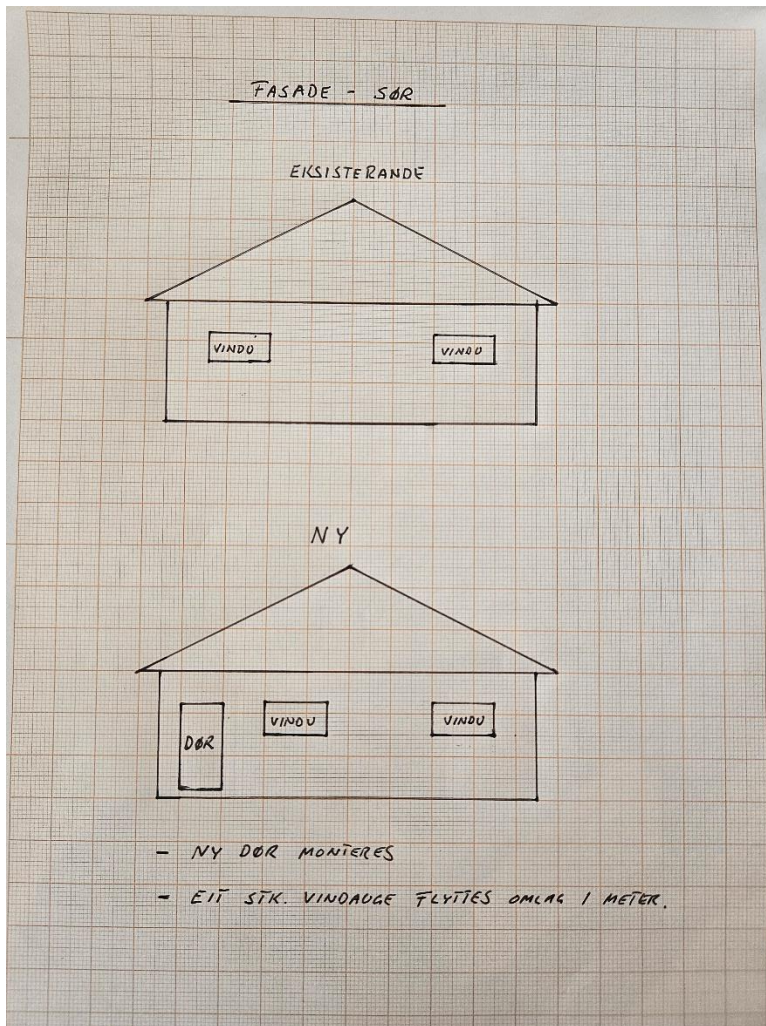 FASADE - SØR
EKSISTERANDE
VINDU VINDU
NY
VINDU VINDU
DØR
- NY DØR MONTERES
- EIT STK. VINDAUGE FLYTTES OMLAG 1 METER.